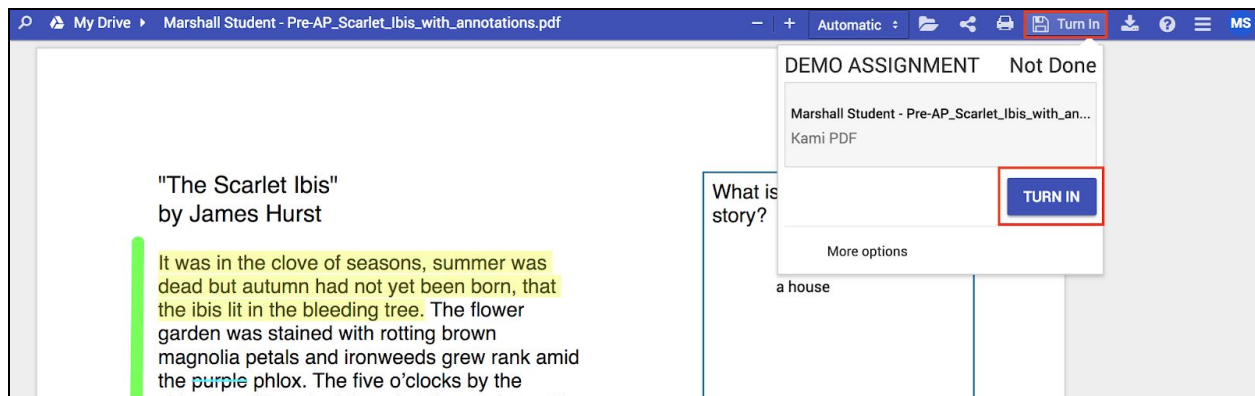 My Drive Marshall Student - Pre-AP_Scarlet_Ibis_with_annotations.pdf − + Automatic Turn In MS
DEMO ASSIGNMENT Not Done
Marshall Student - Pre-AP_Scarlet_Ibis_with_an...
Kami PDF
TURN IN
More options
"The Scarlet Ibis"
by James Hurst
It was in the clove of seasons, summer was
dead but autumn had not yet been born, that
the ibis lit in the bleeding tree. The flower
garden was stained with rotting brown
magnolia petals and ironweeds grew rank amid
the purple phlox. The five o'clocks by the
What is
story?
a house